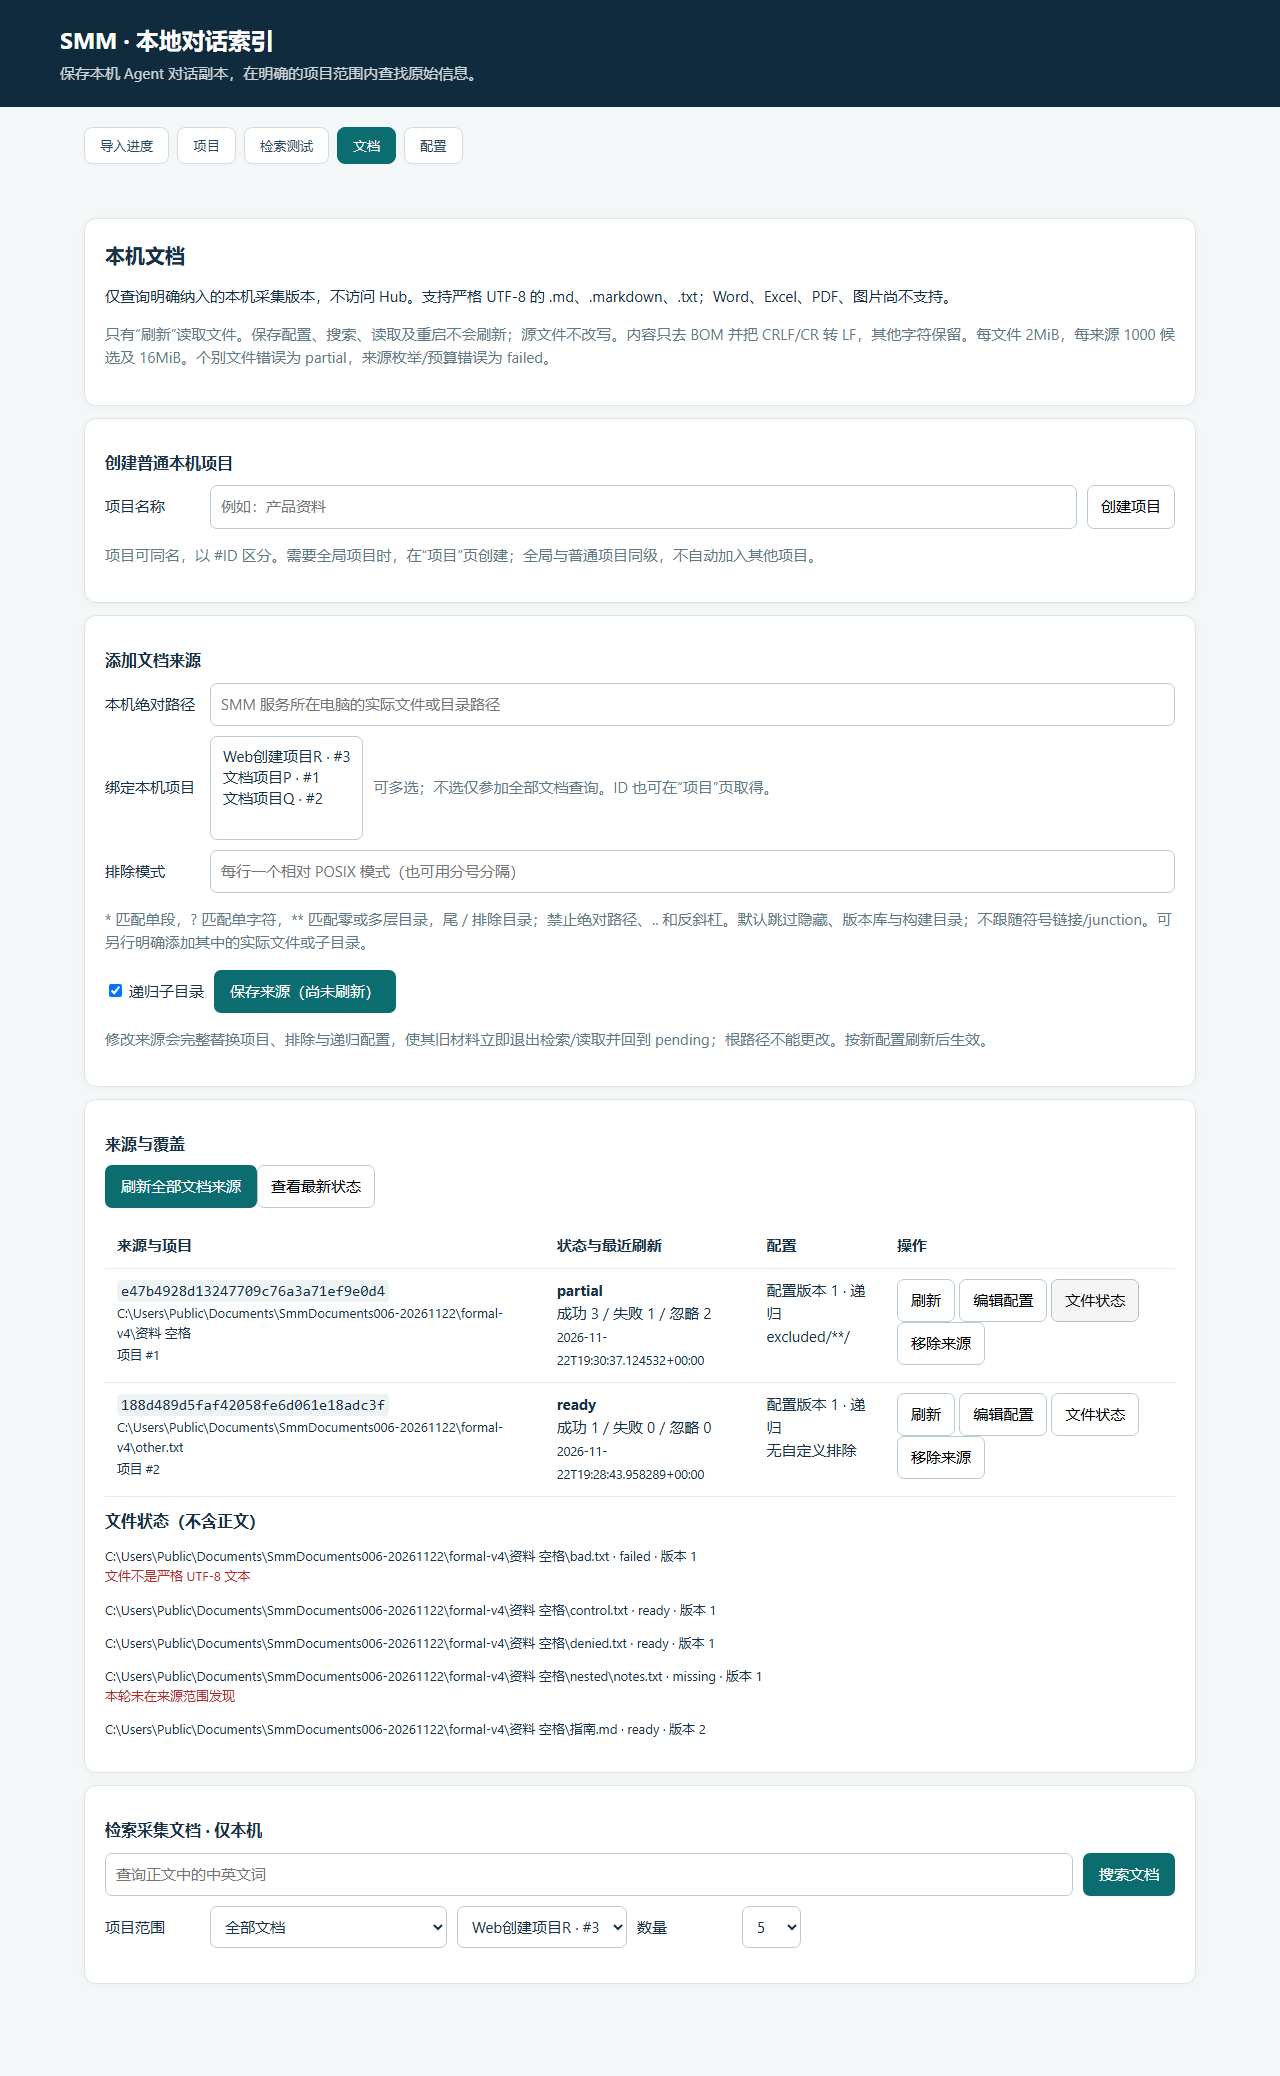 SMM · 本地对话索引
保存本机 Agent 对话副本，在明确的项目范围内查找原始信息。
导入进度
项目
检索测试
文档
配置
本机文档
仅查询明确纳入的本机采集版本，不访问 Hub。支持严格 UTF-8 的 .md、.markdown、.txt；Word、Excel、PDF、图片尚不支持。
只有“刷新”读取文件。保存配置、搜索、读取及重启不会刷新；源文件不改写。内容只去 BOM 并把 CRLF/CR 转 LF，其他字符保留。每文件 2MiB，每来源 1000 候
选及 16MiB。个别文件错误为 partial，来源枚举/预算错误为 failed。
创建普通本机项目
项目名称
例如：产品资料
创建项目
项目可同名，以 #ID 区分。需要全局项目时，在“项目”页创建；全局与普通项目同级，不自动加入其他项目。
添加文档来源
本机绝对路径
SMM 服务所在电脑的实际文件或目录路径
绑定本机项目
Web创建项目R · #3
文档项目P · #1
文档项目Q · #2
可多选；不选仅参加全部文档查询。ID 也可在“项目”页取得。
排除模式
每行一个相对 POSIX 模式（也可用分号分隔）
* 匹配单段，? 匹配单字符，** 匹配零或多层目录，尾 / 排除目录；禁止绝对路径、.. 和反斜杠。默认跳过隐藏、版本库与构建目录；不跟随符号链接/junction。可
另行明确添加其中的实际文件或子目录。
递归子目录
保存来源（尚未刷新）
修改来源会完整替换项目、排除与递归配置，使其旧材料立即退出检索/读取并回到 pending；根路径不能更改。按新配置刷新后生效。
来源与覆盖
刷新全部文档来源
查看最新状态
来源与项目
状态与最近刷新
配置
操作
e47b4928d13247709c76a3a71ef9e0d4
C:\Users\Public\Documents\SmmDocuments006-20261122\formal-
v4\资料 空格
项目 #1
partial
成功 3 / 失败 1 / 忽略 2
2026-11-
22T19:30:37.124532+00:00
配置版本 1 · 递
归
excluded/**/
刷新
编辑配置
文件状态
移除来源
188d489d5faf42058fe6d061e18adc3f
C:\Users\Public\Documents\SmmDocuments006-20261122\formal-
v4\other.txt
项目 #2
ready
成功 1 / 失败 0 / 忽略 0
2026-11-
22T19:28:43.958289+00:00
配置版本 1 · 递
归
无自定义排除
刷新
编辑配置
文件状态
移除来源
文件状态（不含正文）
C:\Users\Public\Documents\SmmDocuments006-20261122\formal-v4\资料 空格\bad.txt · failed · 版本 1
文件不是严格 UTF-8 文本
C:\Users\Public\Documents\SmmDocuments006-20261122\formal-v4\资料 空格\control.txt · ready · 版本 1
C:\Users\Public\Documents\SmmDocuments006-20261122\formal-v4\资料 空格\denied.txt · ready · 版本 1
C:\Users\Public\Documents\SmmDocuments006-20261122\formal-v4\资料 空格\nested\notes.txt · missing · 版本 1
本轮未在来源范围发现
C:\Users\Public\Documents\SmmDocuments006-20261122\formal-v4\资料 空格\指南.md · ready · 版本 2
检索采集文档 · 仅本机
查询正文中的中英文词
搜索文档
项目范围
全部文档
Web创建项目R · #3
数量
5